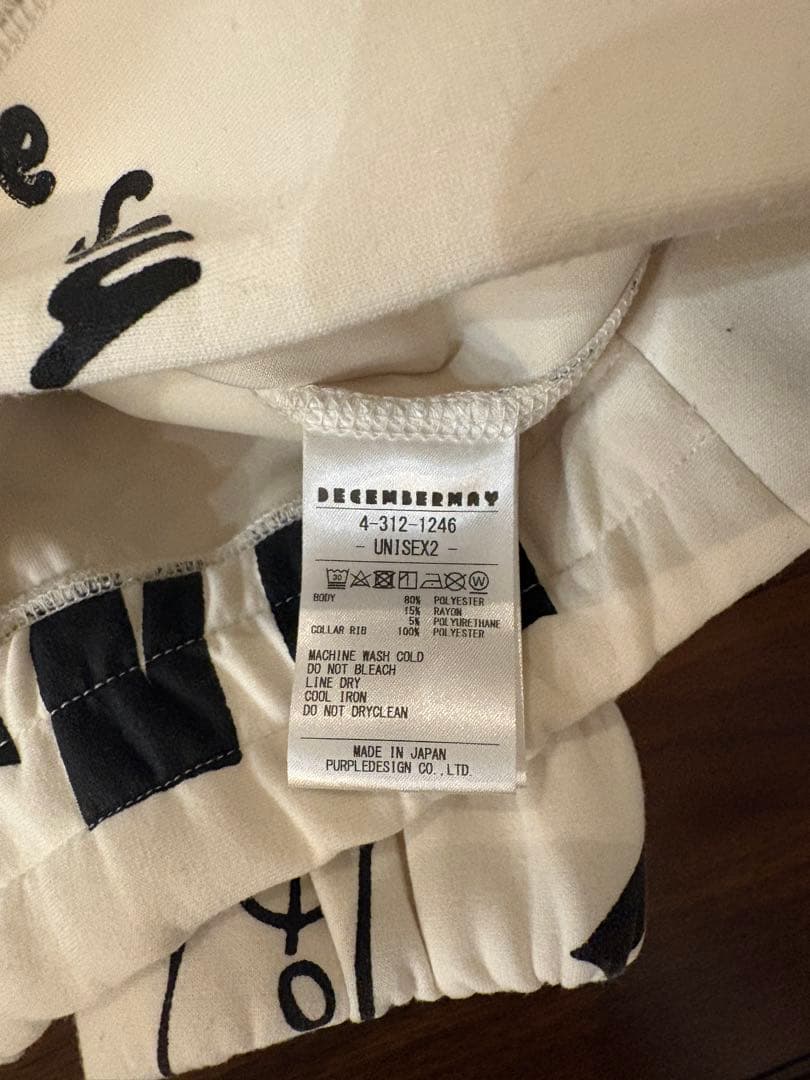 DECEMBERMAY
4-312-1246
- UNISEX2 -
30 W
BODY 80% POLYESTER
15% RAYON
5% POLYURETHANE
COLLAR RIB 100% POLYESTER
MACHINE WASH COLD
DO NOT BLEACH
LINE DRY
COOL IRON
DO NOT DRYCLEAN
MADE IN JAPAN
PURPLEDESIGN CO.,LTD.